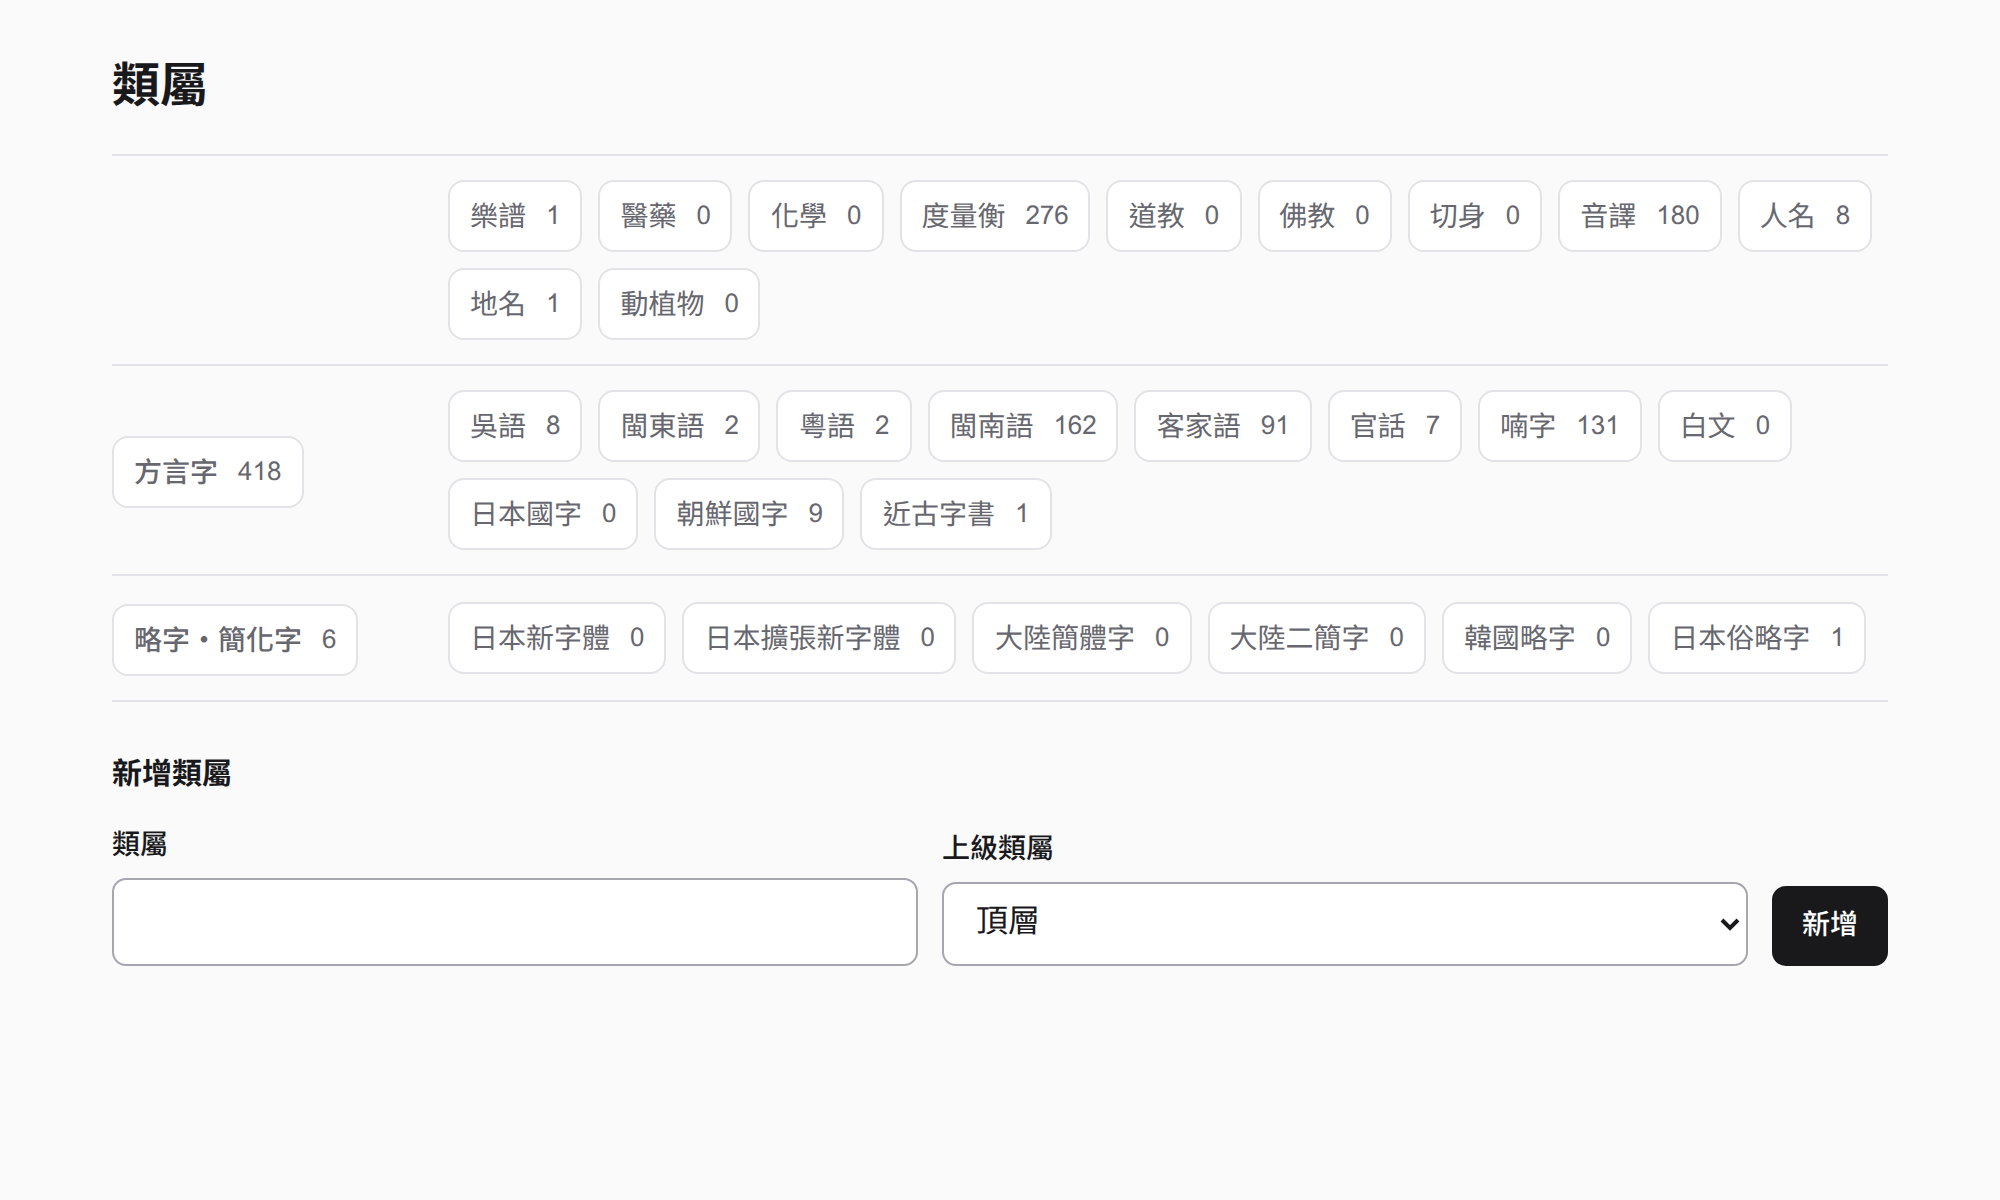 類屬
樂譜 1 醫藥 0 化學 0 度量衡 276 道教 0 佛教 0 切身 0 音譯 180 人名 8
地名 1 動植物 0
方言字 418
吳語 8 閩東語 2 粵語 2 閩南語 162 客家語 91 官話 7 喃字 131 白文 0
日本國字 0 朝鮮國字 9 近古字書 1
略字・簡化字 6
日本新字體 0 日本擴張新字體 0 大陸簡體字 0 大陸二簡字 0 韓國略字 0 日本俗略字 1
新增類屬
類屬
上級類屬
頂層
新增